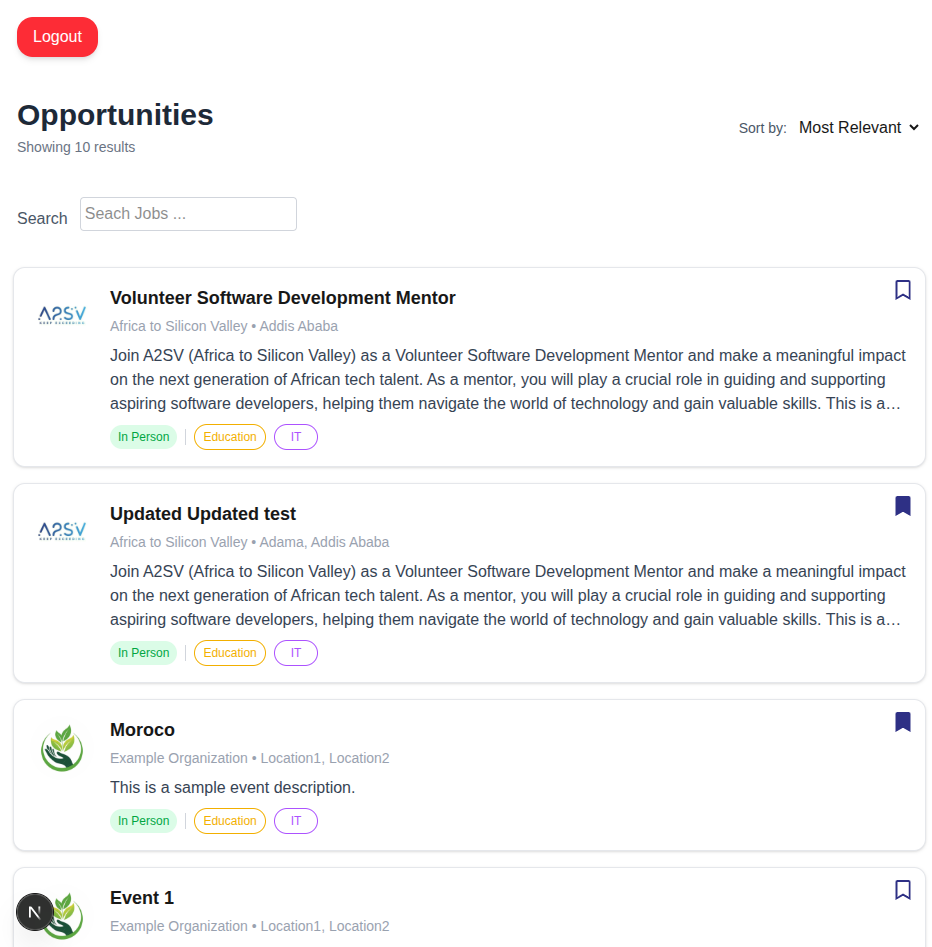 Logout
Opportunities
Showing 10 results
Sort by: Most Relevant
Search Seach Jobs ...
A2SV
Volunteer Software Development Mentor
Africa to Silicon Valley • Addis Ababa
Join A2SV (Africa to Silicon Valley) as a Volunteer Software Development Mentor and make a meaningful impact
on the next generation of African tech talent. As a mentor, you will play a crucial role in guiding and supporting
aspiring software developers, helping them navigate the world of technology and gain valuable skills. This is a…
In Person | Education IT
A2SV
Updated Updated test
Africa to Silicon Valley • Adama, Addis Ababa
Join A2SV (Africa to Silicon Valley) as a Volunteer Software Development Mentor and make a meaningful impact
on the next generation of African tech talent. As a mentor, you will play a crucial role in guiding and supporting
aspiring software developers, helping them navigate the world of technology and gain valuable skills. This is a…
In Person | Education IT
Moroco
Example Organization • Location1, Location2
This is a sample event description.
In Person | Education IT
Event 1
N
Example Organization • Location1, Location2